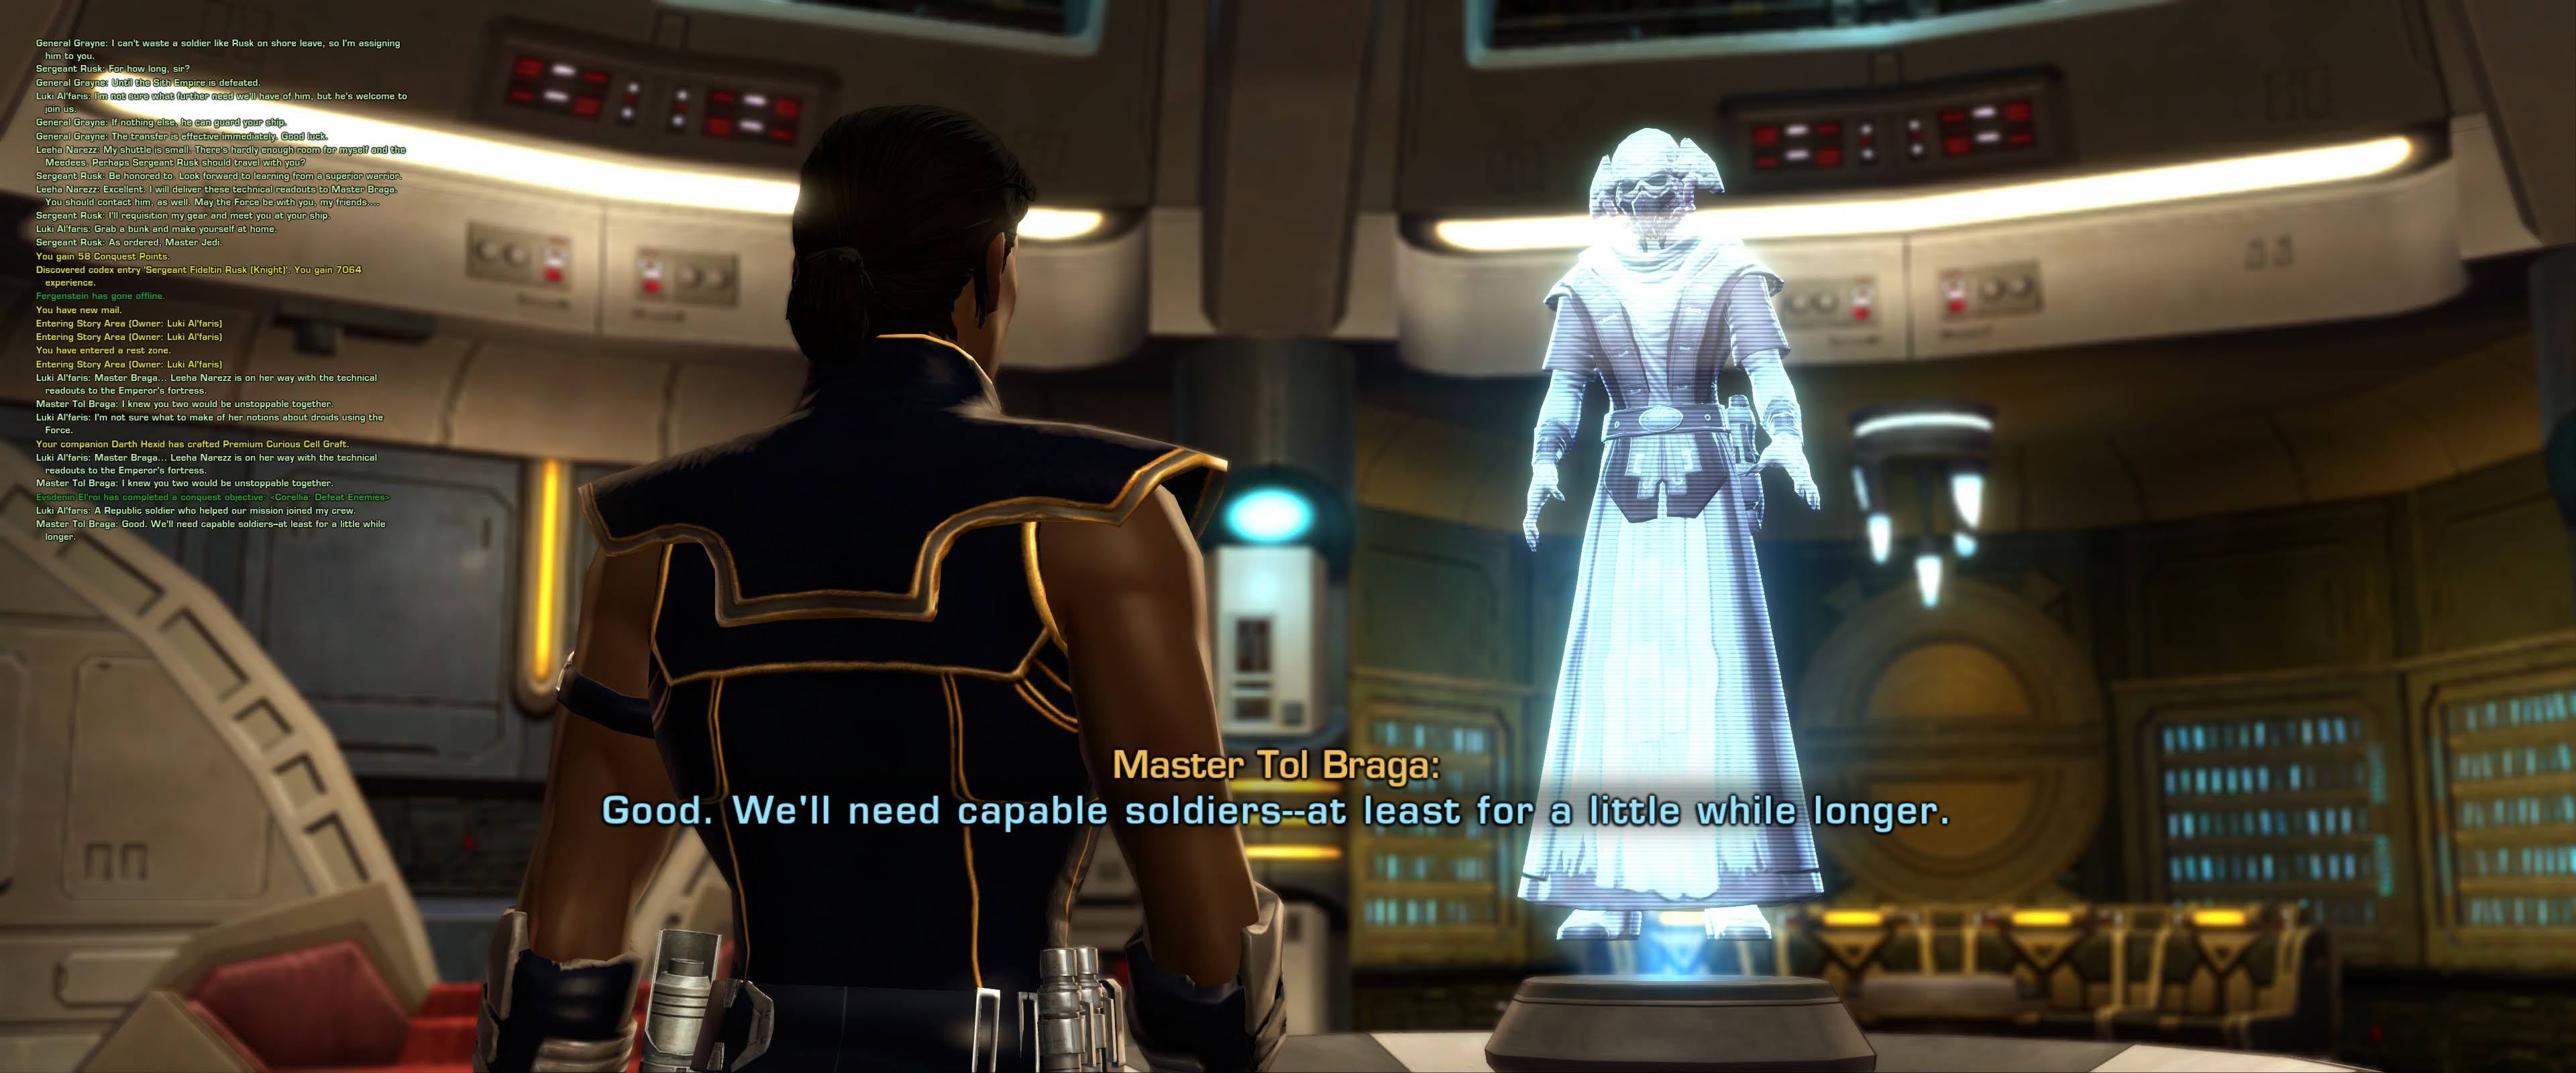 General Grayne: I can't waste a soldier like Rusk on shore leave, so I'm assigning
him to you.
Sergeant Rusk: For how long, sir?
General Grayne: Until the Sith Empire is defeated.
Luki Al'faris: I'm not sure what further need we'll have of him, but he's welcome to
join us.
General Grayne: If nothing else, he can guard your ship.
General Grayne: The transfer is effective immediately. Good luck.
Leeha Narezz: My shuttle is small. There's hardly enough room for myself and the
Meedees. Perhaps Sergeant Rusk should travel with you?
Sergeant Rusk: Be honored to. Look forward to learning from a superior warrior.
Leeha Narezz: Excellent. I will deliver these technical readouts to Master Braga.
You should contact him, as well. May the Force be with you, my friends....
Sergeant Rusk: I'll requisition my gear and meet you at your ship.
Luki Al'faris: Grab a bunk and make yourself at home.
Sergeant Rusk: As ordered, Master Jedi.
You gain 58 Conquest Points.
Discovered codex entry 'Sergeant Fideltin Rusk (Knight)'. You gain 7064
experience.
Fergenstein has gone offline.
You have new mail.
Entering Story Area (Owner: Luki Al'faris)
Entering Story Area (Owner: Luki Al'faris)
You have entered a rest zone.
Entering Story Area (Owner: Luki Al'faris)
Luki Al'faris: Master Braga... Leeha Narezz is on her way with the technical
readouts to the Emperor's fortress.
Master Tol Braga: I knew you two would be unstoppable together.
Luki Al'faris: I'm not sure what to make of her notions about droids using the
Force.
Your companion Darth Hexid has crafted Premium Curious Cell Graft.
Luki Al'faris: Master Braga... Leeha Narezz is on her way with the technical
readouts to the Emperor's fortress.
Master Tol Braga: I knew you two would be unstoppable together.
Evsdenin El'roi has completed a conquest objective: <Corellia: Defeat Enemies>
Luki Al'faris: A Republic soldier who helped our mission joined my crew.
Master Tol Braga: Good. We'll need capable soldiers--at least for a little while
longer.
Master Tol Braga:
Good. We'll need capable soldiers--at least for a little while longer.